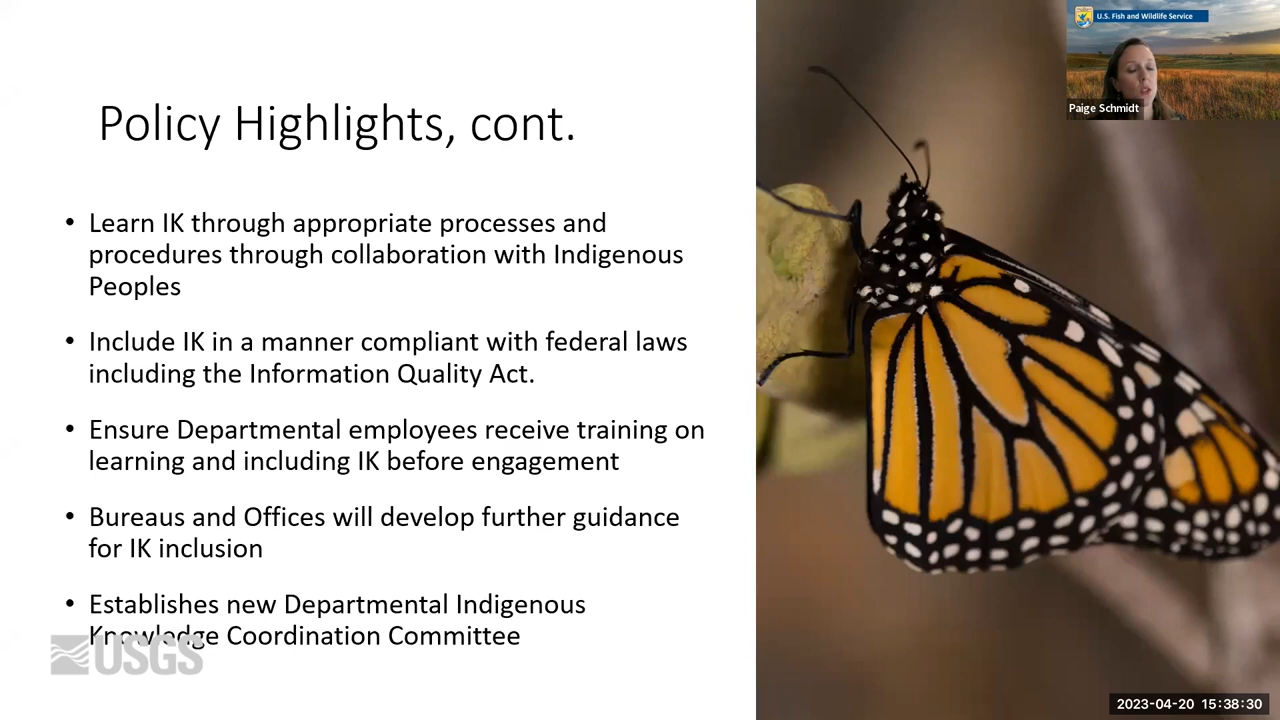 U.S. Fish and Wildlife Service
Paige Schmidt
Policy Highlights, cont.
• Learn IK through appropriate processes and
procedures through collaboration with Indigenous
Peoples
• Include IK in a manner compliant with federal laws
including the Information Quality Act.
• Ensure Departmental employees receive training on
learning and including IK before engagement
• Bureaus and Offices will develop further guidance
for IK inclusion
• Establishes new Departmental Indigenous
Knowledge Coordination Committee
USGS
2023-04-20 15:38:30